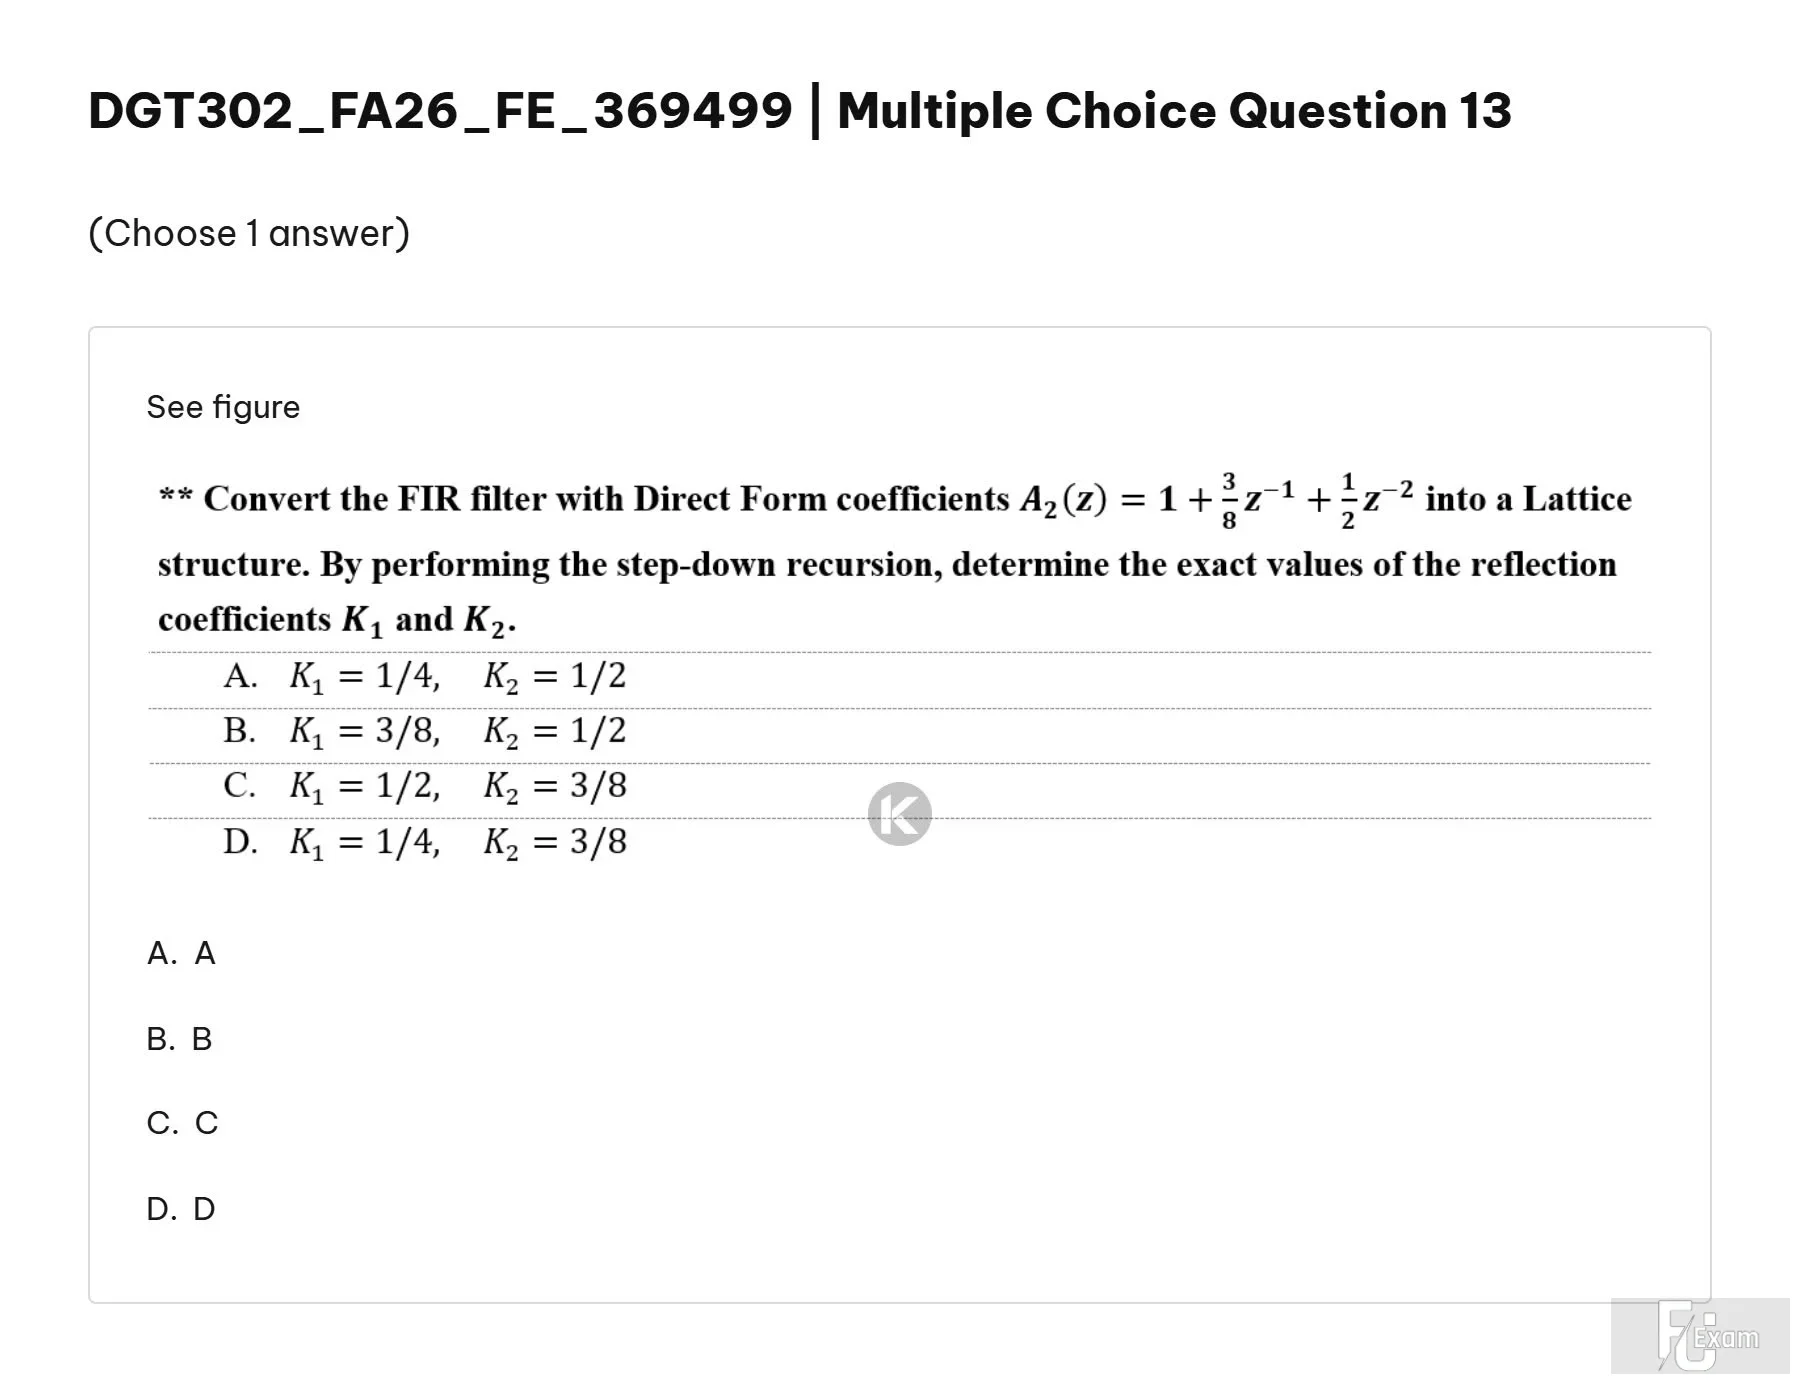 DGT302_FA26_FE_369499 | Multiple Choice Question 13
(Choose 1 answer)
See figure
** Convert the FIR filter with Direct Form coefficients A₂(z) = 1 + 3/8 z⁻¹ + 1/2 z⁻² into a Lattice
structure. By performing the step-down recursion, determine the exact values of the reflection
coefficients K₁ and K₂.
A. K₁ = 1/4, K₂ = 1/2
B. K₁ = 3/8, K₂ = 1/2
C. K₁ = 1/2, K₂ = 3/8
D. K₁ = 1/4, K₂ = 3/8
K
A. A
B. B
C. C
D. D
FU Exam